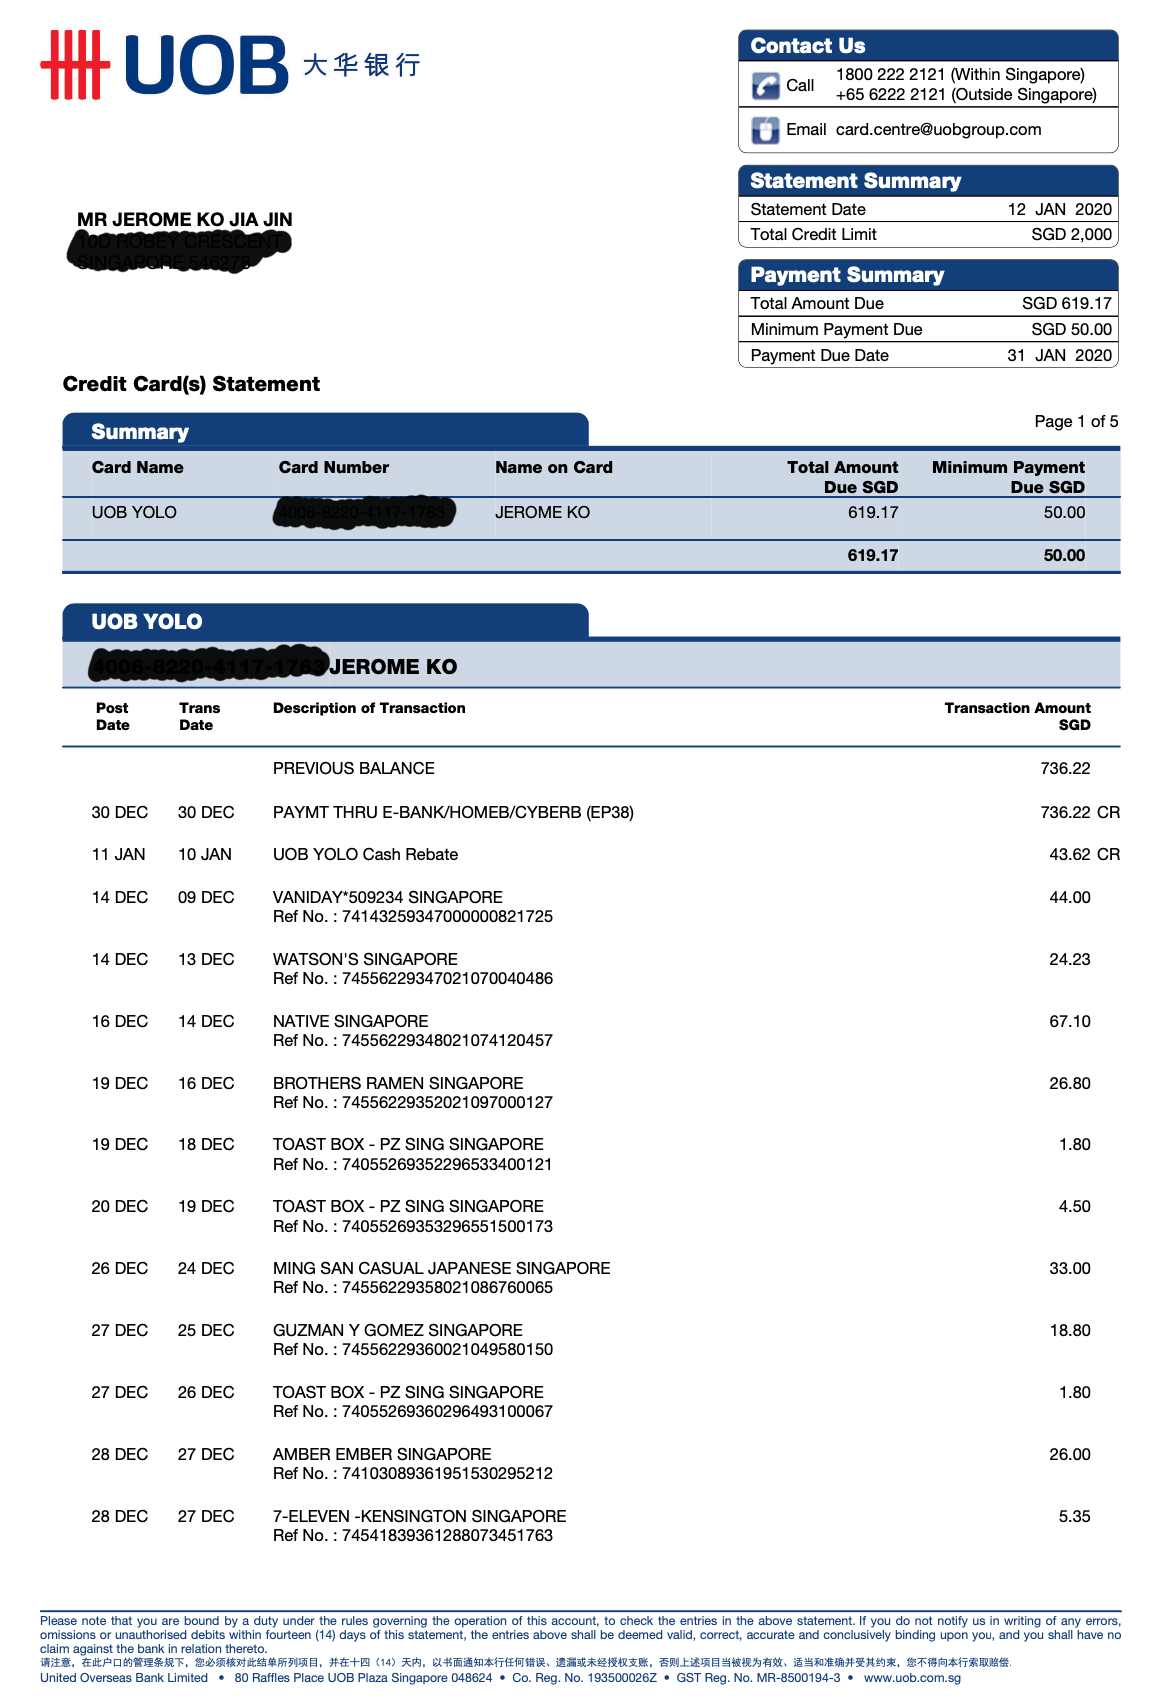 UOB 大华银行
Contact Us
Call 1800 222 2121 (Within Singapore)
+65 6222 2121 (Outside Singapore)
Email card.centre@uobgroup.com
Statement Summary
Statement Date 12 JAN 2020
Total Credit Limit SGD 2,000
MR JEROME KO JIA JIN
Payment Summary
Total Amount Due SGD 619.17
Minimum Payment Due SGD 50.00
Payment Due Date 31 JAN 2020
Credit Card(s) Statement
Page 1 of 5
Summary
Card Name Card Number Name on Card Total Amount Minimum Payment
Due SGD Due SGD
UOB YOLO JEROME KO 619.17 50.00
619.17 50.00
UOB YOLO
JEROME KO
Post Trans Description of Transaction Transaction Amount
Date Date SGD
PREVIOUS BALANCE 736.22
30 DEC 30 DEC PAYMT THRU E-BANK/HOMEB/CYBERB (EP38) 736.22 CR
11 JAN 10 JAN UOB YOLO Cash Rebate 43.62 CR
14 DEC 09 DEC VANIDAY*509234 SINGAPORE 44.00
Ref No. : 74143259347000000821725
14 DEC 13 DEC WATSON'S SINGAPORE 24.23
Ref No. : 74556229347021070040486
16 DEC 14 DEC NATIVE SINGAPORE 67.10
Ref No. : 74556229348021074120457
19 DEC 16 DEC BROTHERS RAMEN SINGAPORE 26.80
Ref No. : 74556229352021097000127
19 DEC 18 DEC TOAST BOX - PZ SING SINGAPORE 1.80
Ref No. : 74055269352296533400121
20 DEC 19 DEC TOAST BOX - PZ SING SINGAPORE 4.50
Ref No. : 74055269353296551500173
26 DEC 24 DEC MING SAN CASUAL JAPANESE SINGAPORE 33.00
Ref No. : 74556229358021086760065
27 DEC 25 DEC GUZMAN Y GOMEZ SINGAPORE 18.80
Ref No. : 74556229360021049580150
27 DEC 26 DEC TOAST BOX - PZ SING SINGAPORE 1.80
Ref No. : 74055269360296493100067
28 DEC 27 DEC AMBER EMBER SINGAPORE 26.00
Ref No. : 74103089361951530295212
28 DEC 27 DEC 7-ELEVEN -KENSINGTON SINGAPORE 5.35
Ref No. : 74541839361288073451763
Please note that you are bound by a duty under the rules governing the operation of this account, to check the entries in the above statement. If you do not notify us in writing of any errors,
omissions or unauthorised debits within fourteen (14) days of this statement, the entries above shall be deemed valid, correct, accurate and conclusively binding upon you, and you shall have no
claim against the bank in relation thereto.
请注意，在此户口的管理条规下，您必须核对此结单所列项目，并在十四（14）天内，以书面通知本行任何错误、遗漏或未经授权支账，否则上述项目当被视为有效、适当和准确并受其约束，您不得向本行索取赔偿.
United Overseas Bank Limited • 80 Raffles Place UOB Plaza Singapore 048624 • Co. Reg. No. 193500026Z • GST Reg. No. MR-8500194-3 • www.uob.com.sg